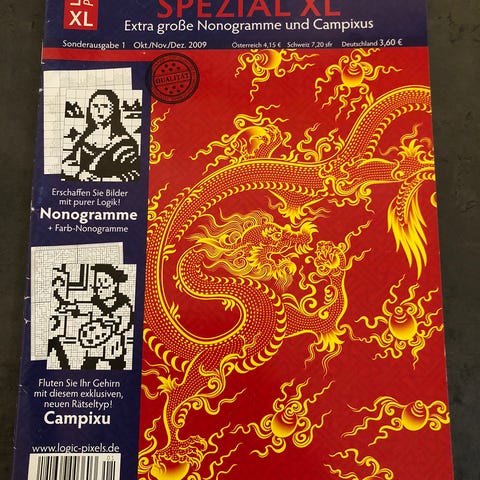 XL
SPEZIAL XL
Extra große Nonogramme und Campixus
Sonderausgabe 1 Okt./Nov./Dez. 2009 Österreich 4,15 € Schweiz 7,20 sfr Deutschland 3,60 €
QUALITÄT
Erschaffen Sie Bilder
mit purer Logik!
Nonogramme
+ Farb-Nonogramme
Fluten Sie Ihr Gehirn
mit diesem exklusiven,
neuen Rätseltyp!
Campixu
www.logic-pixels.de